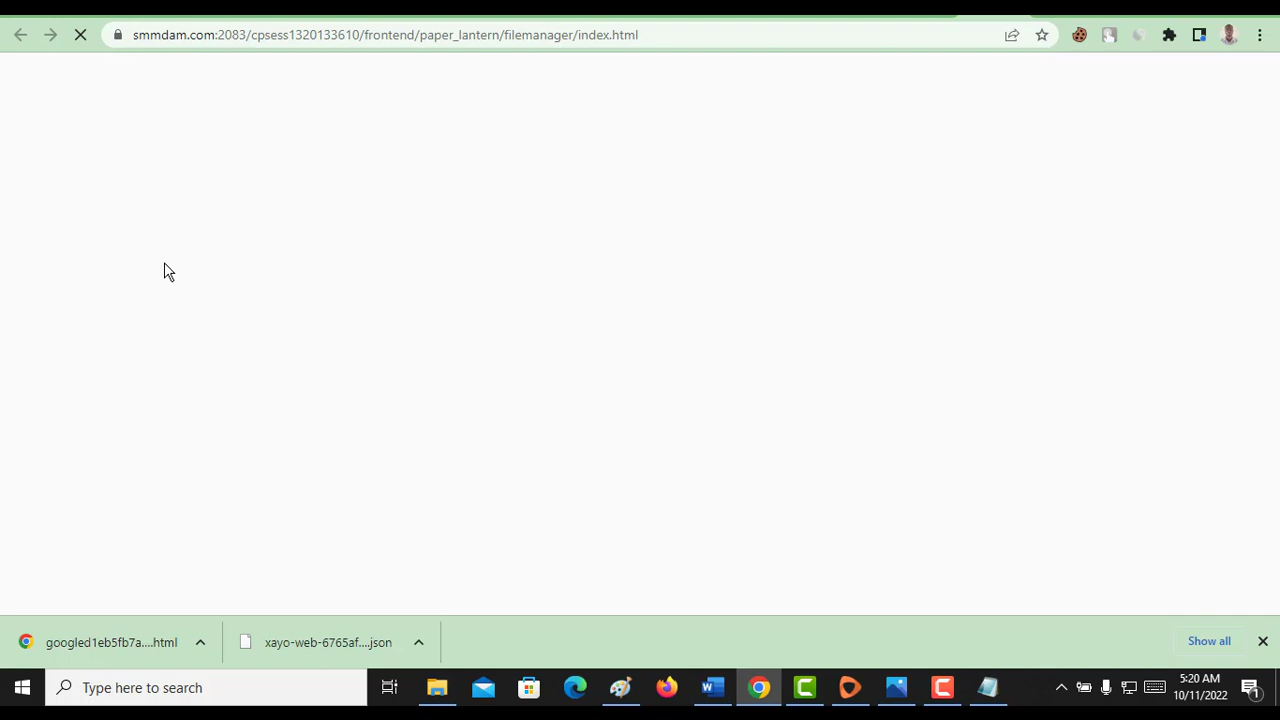 smmdam.com:2083/cpsess1320133610/frontend/paper_lantern/filemanager/index.html
googled1eb5fb7a....html
xayo-web-6765af....json
Show all
Type here to search
5:20 AM
10/11/2022
1